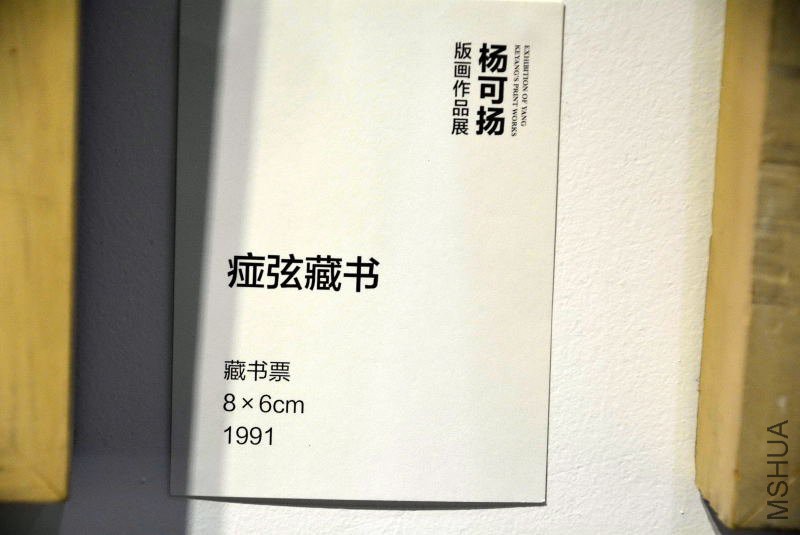 EXHIBITION OF YANG
KEYANG'S PRINT WORKS
杨可扬
版画作品展
痖弦藏书
藏书票
8×6cm
1991
MSHUA